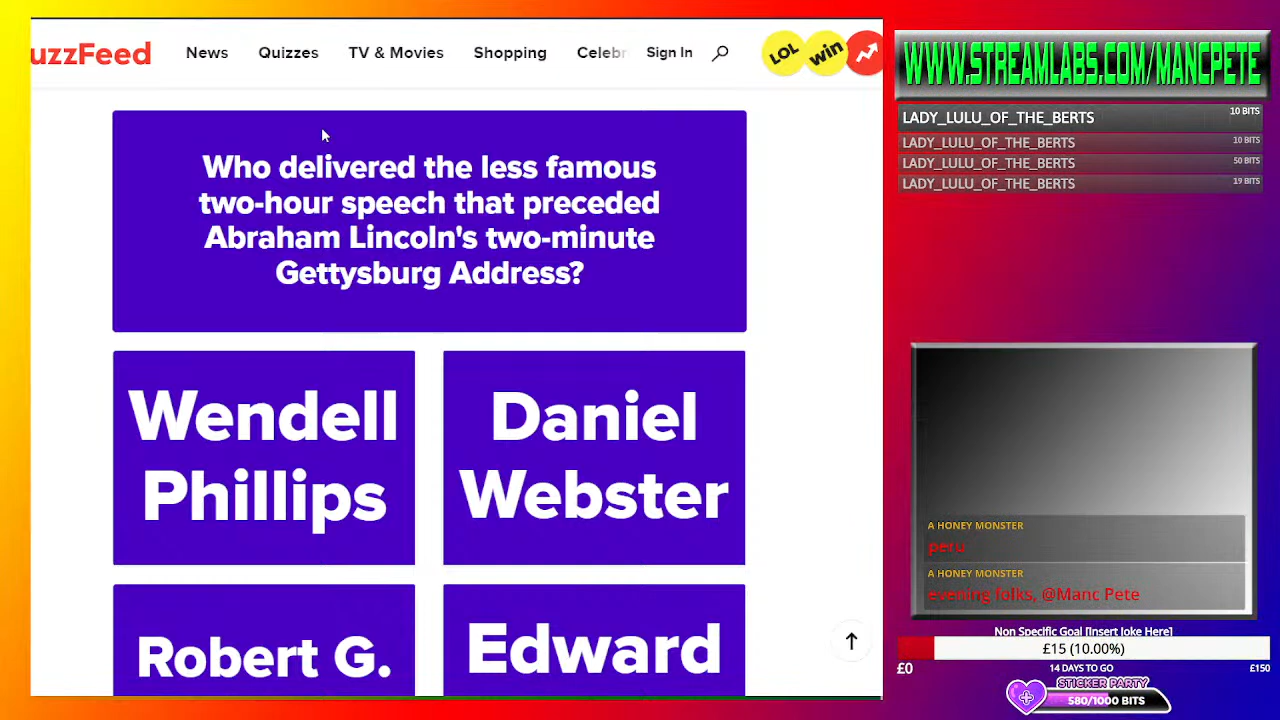 uzzFeed News Quizzes TV & Movies Shopping Celebr Sign In LOL win
Who delivered the less famous
two-hour speech that preceded
Abraham Lincoln's two-minute
Gettysburg Address?
Wendell
Phillips
Daniel
Webster
Robert G.
Edward
WWW.STREAMLABS.COM/MANCPETE
LADY_LULU_OF_THE_BERTS 10 BITS
LADY_LULU_OF_THE_BERTS 10 BITS
LADY_LULU_OF_THE_BERTS 50 BITS
LADY_LULU_OF_THE_BERTS 19 BITS
A HONEY MONSTER
peru
A HONEY MONSTER
evening folks, @Manc Pete
Non Specific Goal [Insert Joke Here]
£15 (10.00%)
£0 14 DAYS TO GO £150
STICKER PARTY
580/1000 BITS